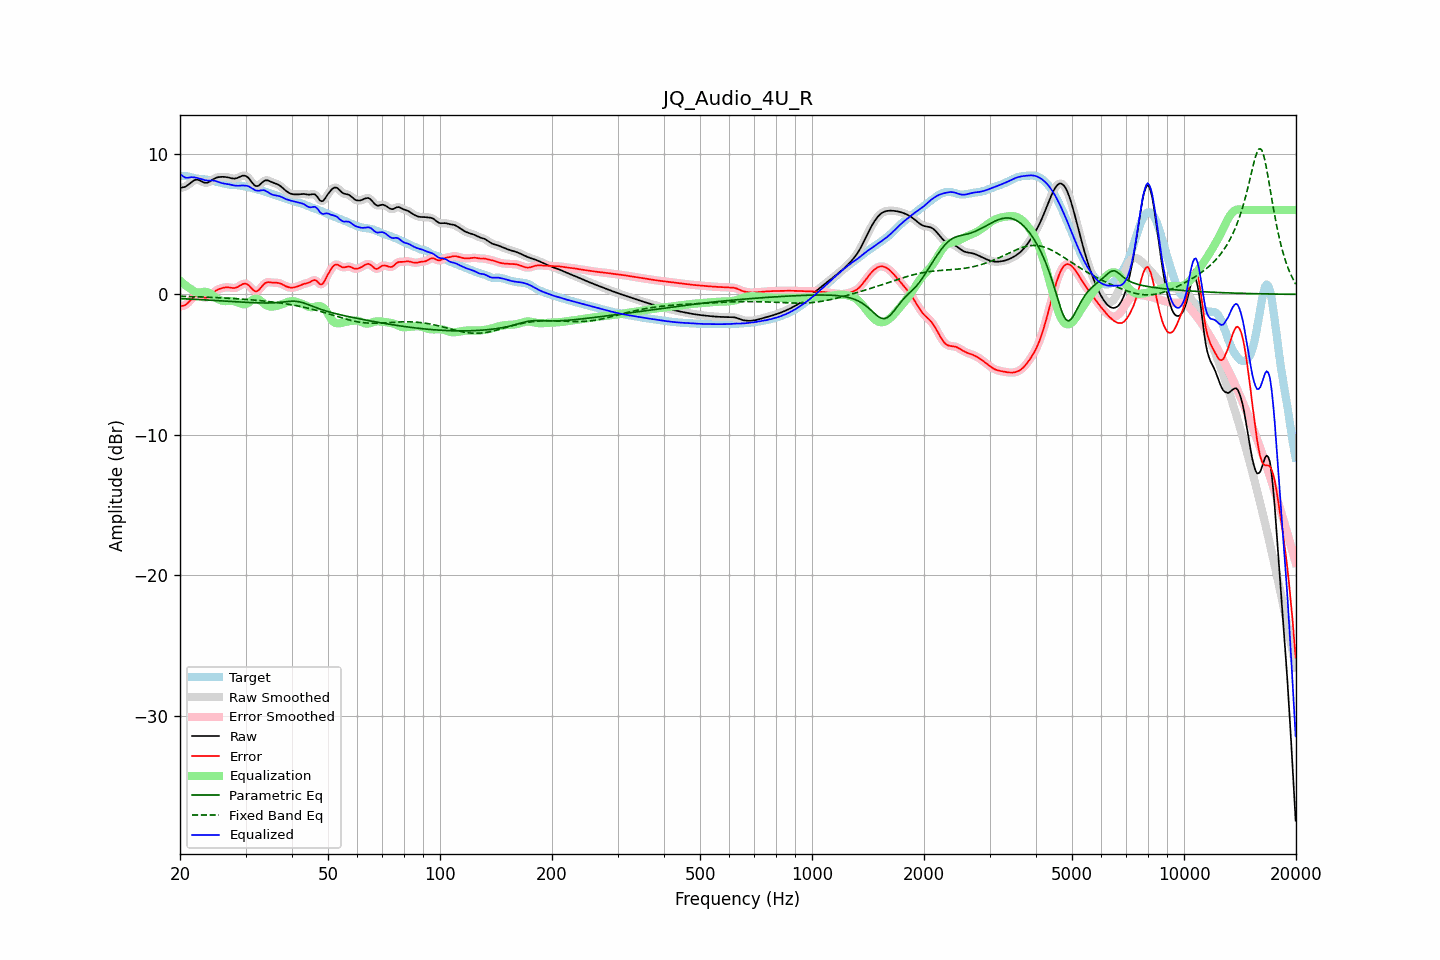 JQ_Audio_4U_R
Amplitude (dBr)
10
0
−10
−20
−30
Target
Raw Smoothed
Error Smoothed
Raw
Error
Equalization
Parametric Eq
Fixed Band Eq
Equalized
20 50 100 200 500 1000 2000 5000 10000 20000
Frequency (Hz)